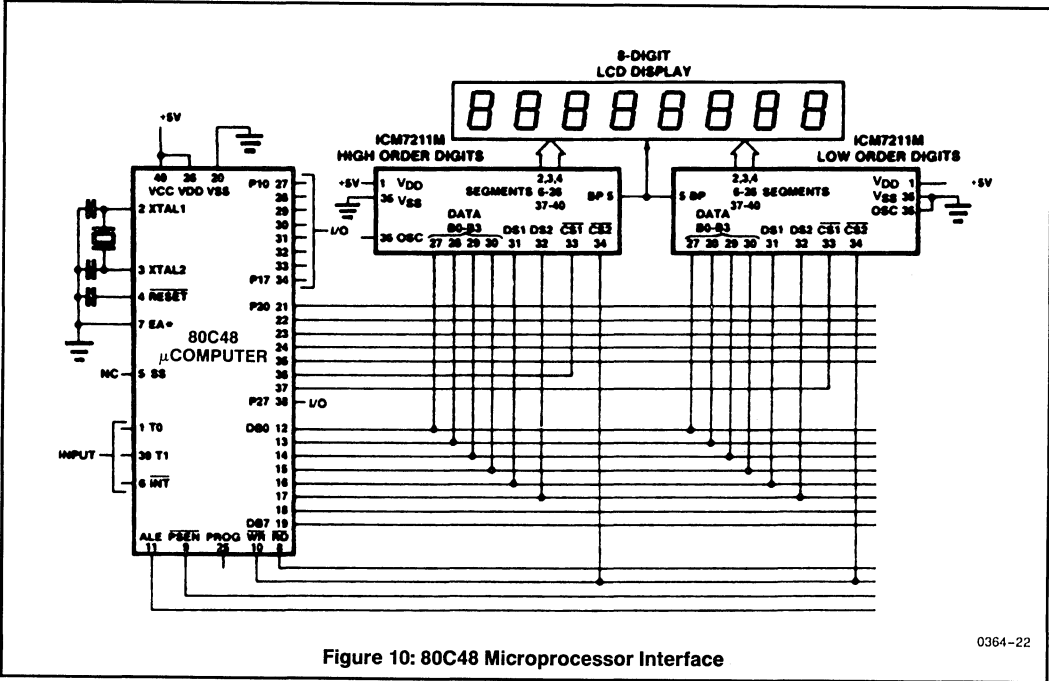 8-DIGIT
LCD DISPLAY
ICM7211M
HIGH ORDER DIGITS
ICM7211M
LOW ORDER DIGITS
+5V
40 26 20
VCC VDD VSS
2 XTAL1
3 XTAL2
4 RESET
7 EA
NC 5 SS
80C48
µCOMPUTER
INPUT
1 T0
39 T1
6 INT
P10 27
28
29
30
31
32
33
P17 34
I/O
P20 21
22
23
24
35
36
37
P27 38 I/O
DB0 12
13
14
15
16
17
18
DB7 19
ALE PSEN PROG WR RD
11 9 25 10 8
+5V 1 VDD
35 VSS
36 OSC
2,3,4
SEGMENTS 6-26
37-40
BP 5
DATA
B0-B3 DS1 DS2 CS1 CS2
27 28 29 30 31 32 33 34
5 BP
2,3,4
6-26 SEGMENTS
37-40
VDD 1 +5V
VSS 35
OSC 36
DATA
B0-B3 DS1 DS2 CS1 CS2
27 28 29 30 31 32 33 34
0364-22
Figure 10: 80C48 Microprocessor Interface